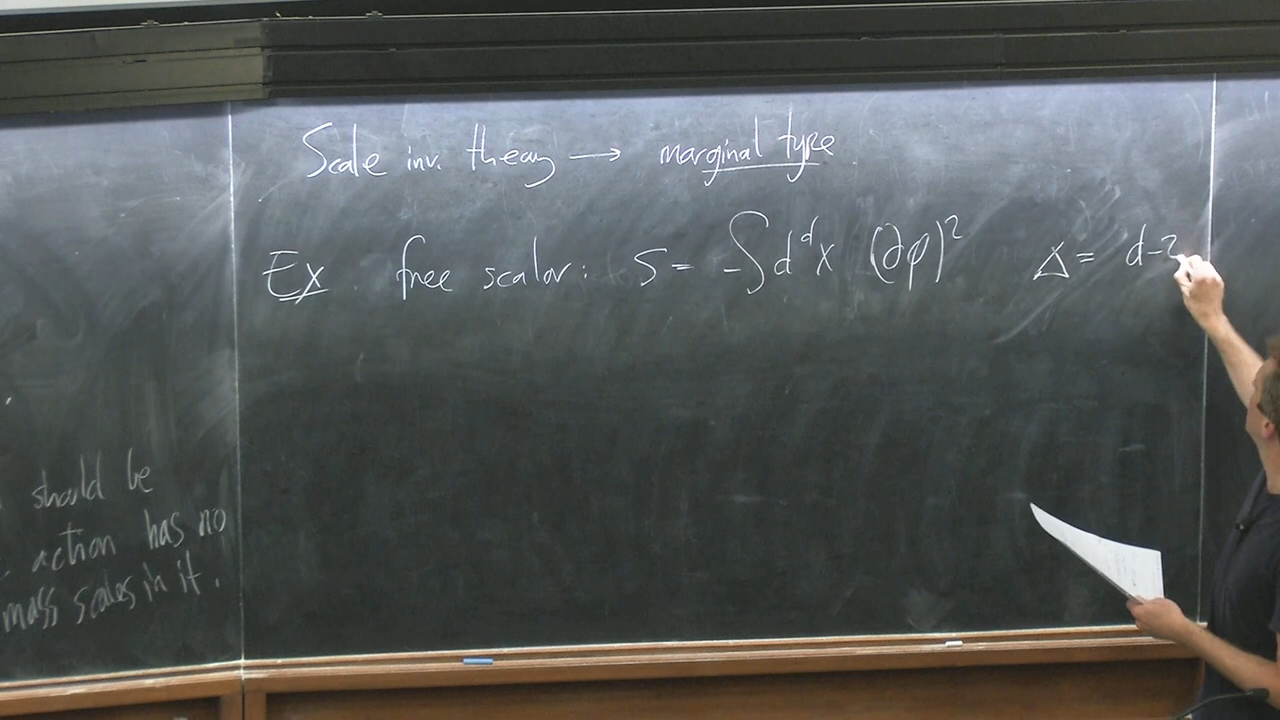 Scale inv. theory → marginal type
Ex free scalar: S = -∫ d^d x (∂φ)^2 Δ = d-2
should be
action has no
mass scales in it.